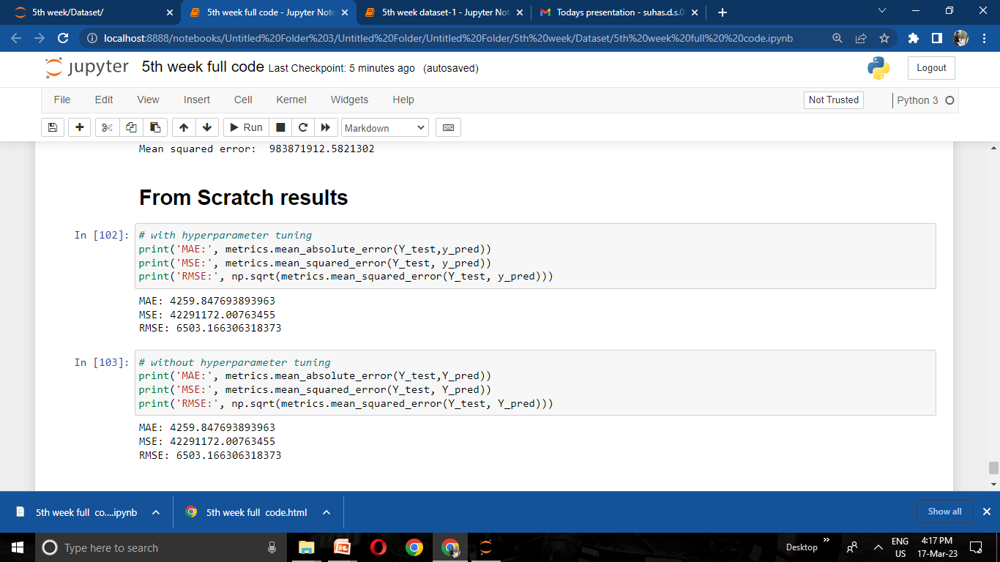 5th week/Dataset/
5th week full code - Jupyter Note
5th week dataset-1 - Jupyter Not
Todays presentation - suhas.d.s.0
localhost:8888/notebooks/Untitled%20Folder%203/Untitled%20Folder/Untitled%20Folder/5th%20week/Dataset/5th%20week%20full%20%20code.ipynb
jupyter 5th week full code Last Checkpoint: 5 minutes ago (autosaved)
Logout
File Edit View Insert Cell Kernel Widgets Help
Not Trusted
Python 3
Run
Markdown
Mean squared error:  983871912.5821302
From Scratch results
In [102]:
# with hyperparameter tuning
print('MAE:', metrics.mean_absolute_error(Y_test,y_pred))
print('MSE:', metrics.mean_squared_error(Y_test, y_pred))
print('RMSE:', np.sqrt(metrics.mean_squared_error(Y_test, y_pred)))
MAE: 4259.847693893963
MSE: 42291172.00763455
RMSE: 6503.166306318373
In [103]:
# without hyperparameter tuning
print('MAE:', metrics.mean_absolute_error(Y_test,Y_pred))
print('MSE:', metrics.mean_squared_error(Y_test, Y_pred))
print('RMSE:', np.sqrt(metrics.mean_squared_error(Y_test, Y_pred)))
MAE: 4259.847693893963
MSE: 42291172.00763455
RMSE: 6503.166306318373
5th week full  co....ipynb
5th week full  code.html
Show all
Type here to search
Desktop
ENG
US
4:17 PM
17-Mar-23